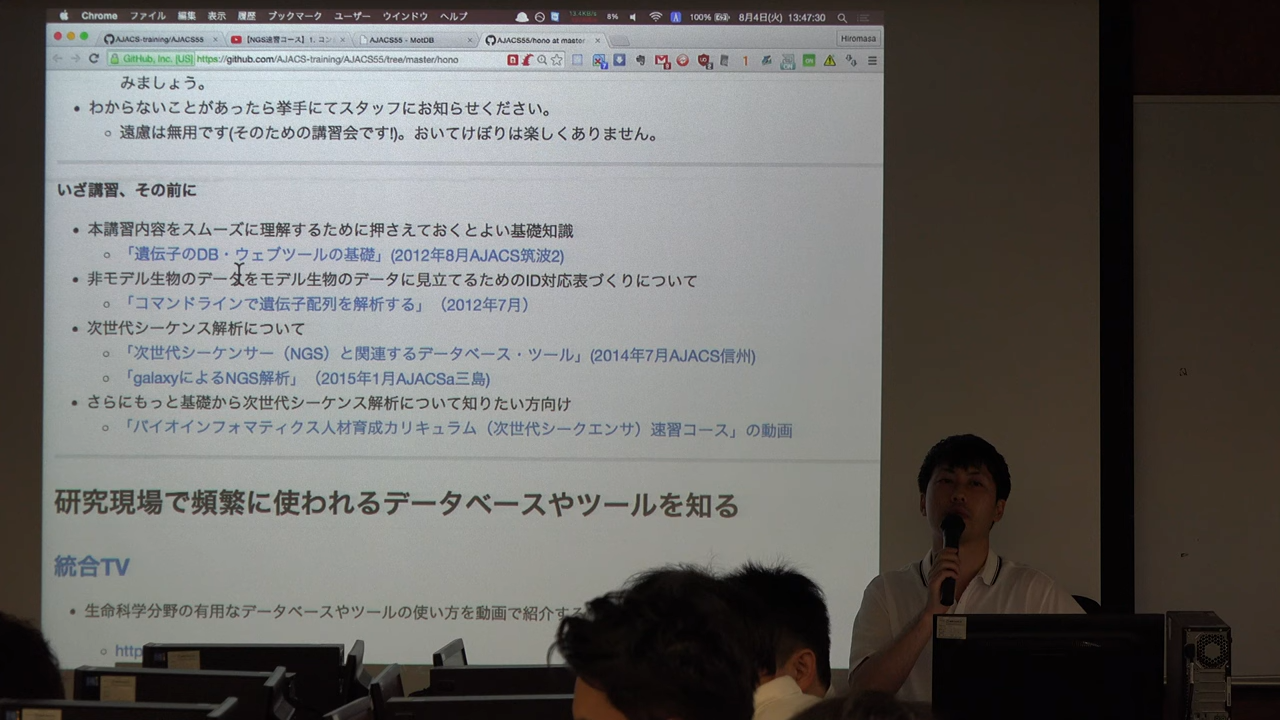 Chrome ファイル 編集 表示 履歴 ブックマーク ユーザー ウインドウ ヘルプ 8% 100% 8月4日(火) 13:47:30
AJACS-training/AJACS55 【NGS速習コース】1. コン AJACS55 - MotDB AJACS55/hono at master Hiromasa
GitHub, Inc. [US] https://github.com/AJACS-training/AJACS55/tree/master/hono
みましょう。
わからないことがあったら挙手にてスタッフにお知らせください。
遠慮は無用です(そのための講習会です!)。おいてけぼりは楽しくありません。
いざ講習、その前に
本講習内容をスムーズに理解するために押さえておくとよい基礎知識
「遺伝子のDB・ウェブツールの基礎」(2012年8月AJACS筑波2)
非モデル生物のデータをモデル生物のデータに見立てるためのID対応表づくりについて
「コマンドラインで遺伝子配列を解析する」（2012年7月）
次世代シーケンス解析について
「次世代シーケンサー（NGS）と関連するデータベース・ツール」(2014年7月AJACS信州)
「galaxyによるNGS解析」（2015年1月AJACSa三島)
さらにもっと基礎から次世代シーケンス解析について知りたい方向け
「バイオインフォマティクス人材育成カリキュラム（次世代シークエンサ）速習コース」の動画
研究現場で頻繁に使われるデータベースやツールを知る
統合TV
生命科学分野の有用なデータベースやツールの使い方を動画で紹介する
http